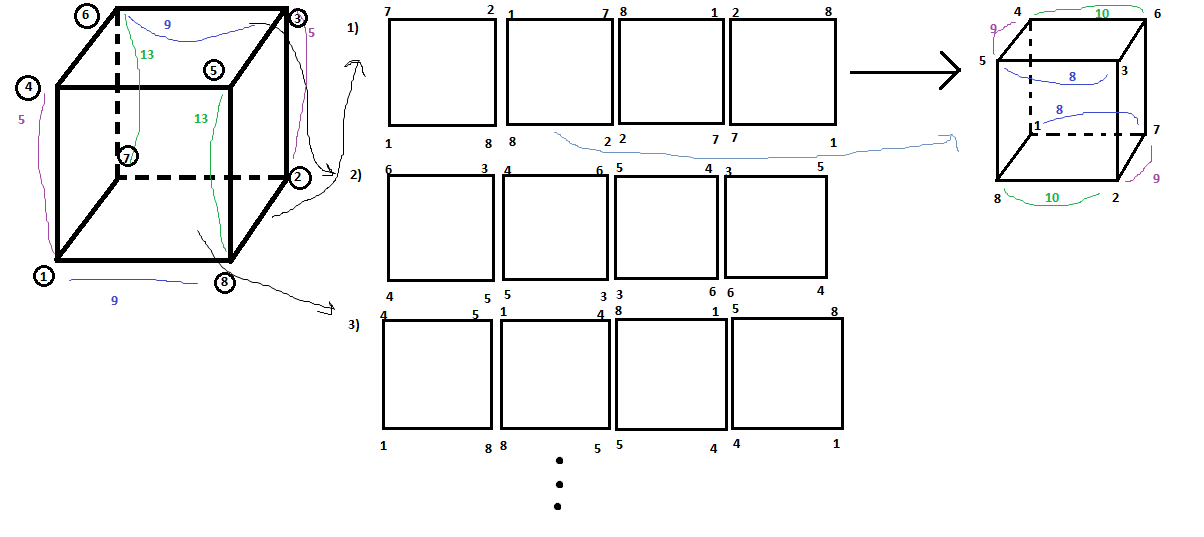 6 9 3 5
13
4 5 5
13
7 2
1 8
9
1) 7 2 1 7 8 1 2 8
1 8 8 2 2 7 7 1
2) 6 3 4 6 5 4 3 5
4 5 5 3 3 6 6 4
3) 4 5 1 4 8 1 5 8
1 8 8 5 5 4 4 1
4 10 6
9
5 8 3
8
1 7
9
8 10 2